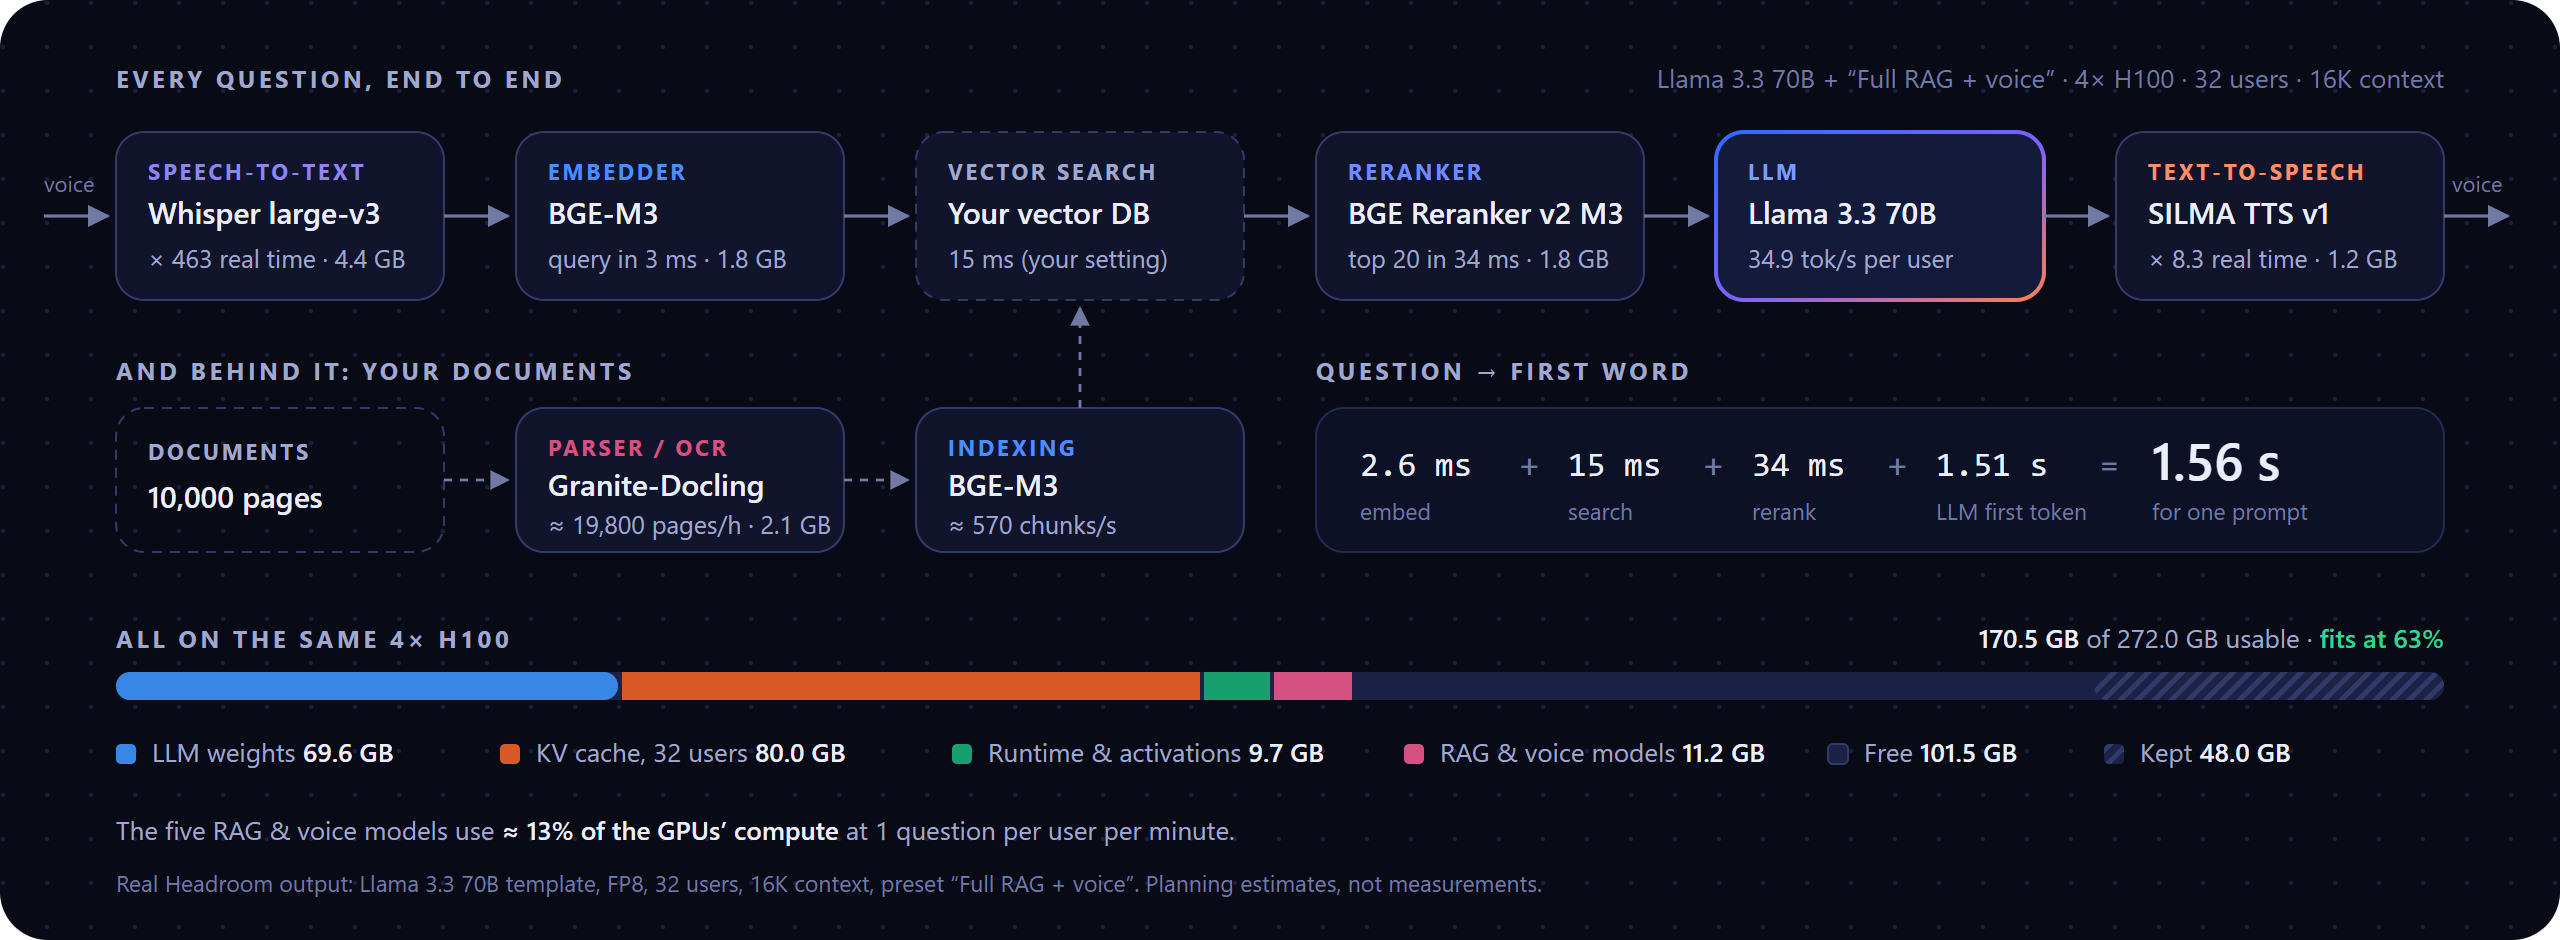 EVERY QUESTION, END TO END
Llama 3.3 70B + “Full RAG + voice” · 4× H100 · 32 users · 16K context
voice
SPEECH-TO-TEXT
Whisper large-v3
× 463 real time · 4.4 GB
EMBEDDER
BGE-M3
query in 3 ms · 1.8 GB
VECTOR SEARCH
Your vector DB
15 ms (your setting)
RERANKER
BGE Reranker v2 M3
top 20 in 34 ms · 1.8 GB
LLM
Llama 3.3 70B
34.9 tok/s per user
TEXT-TO-SPEECH
SILMA TTS v1
× 8.3 real time · 1.2 GB
voice
AND BEHIND IT: YOUR DOCUMENTS
DOCUMENTS
10,000 pages
PARSER / OCR
Granite-Docling
≈ 19,800 pages/h · 2.1 GB
INDEXING
BGE-M3
≈ 570 chunks/s
QUESTION → FIRST WORD
2.6 ms + 15 ms + 34 ms + 1.51 s = 1.56 s
embed search rerank LLM first token for one prompt
ALL ON THE SAME 4× H100
170.5 GB of 272.0 GB usable · fits at 63%
LLM weights 69.6 GB
KV cache, 32 users 80.0 GB
Runtime & activations 9.7 GB
RAG & voice models 11.2 GB
Free 101.5 GB
Kept 48.0 GB
The five RAG & voice models use ≈ 13% of the GPUs’ compute at 1 question per user per minute.
Real Headroom output: Llama 3.3 70B template, FP8, 32 users, 16K context, preset “Full RAG + voice”. Planning estimates, not measurements.